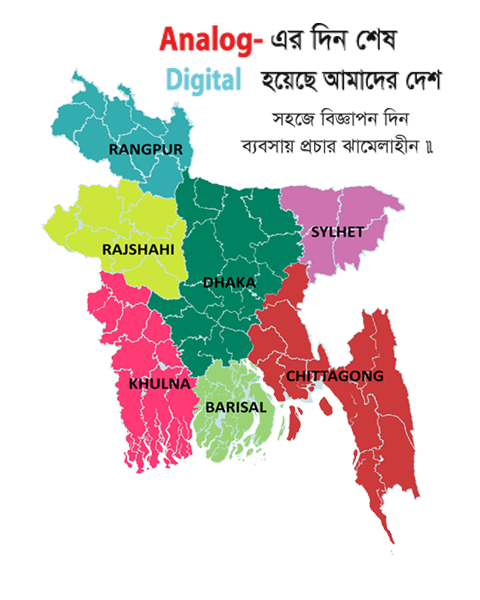 Analog- এর দিন শেষ
Digital হয়েছে আমাদের দেশ
সহজে বিজ্ঞাপন দিন
ব্যবসায় প্রচার ঝামেলাহীন ॥
RANGPUR
SYLHET
RAJSHAHI
DHAKA
CHITTAGONG
KHULNA
BARISAL